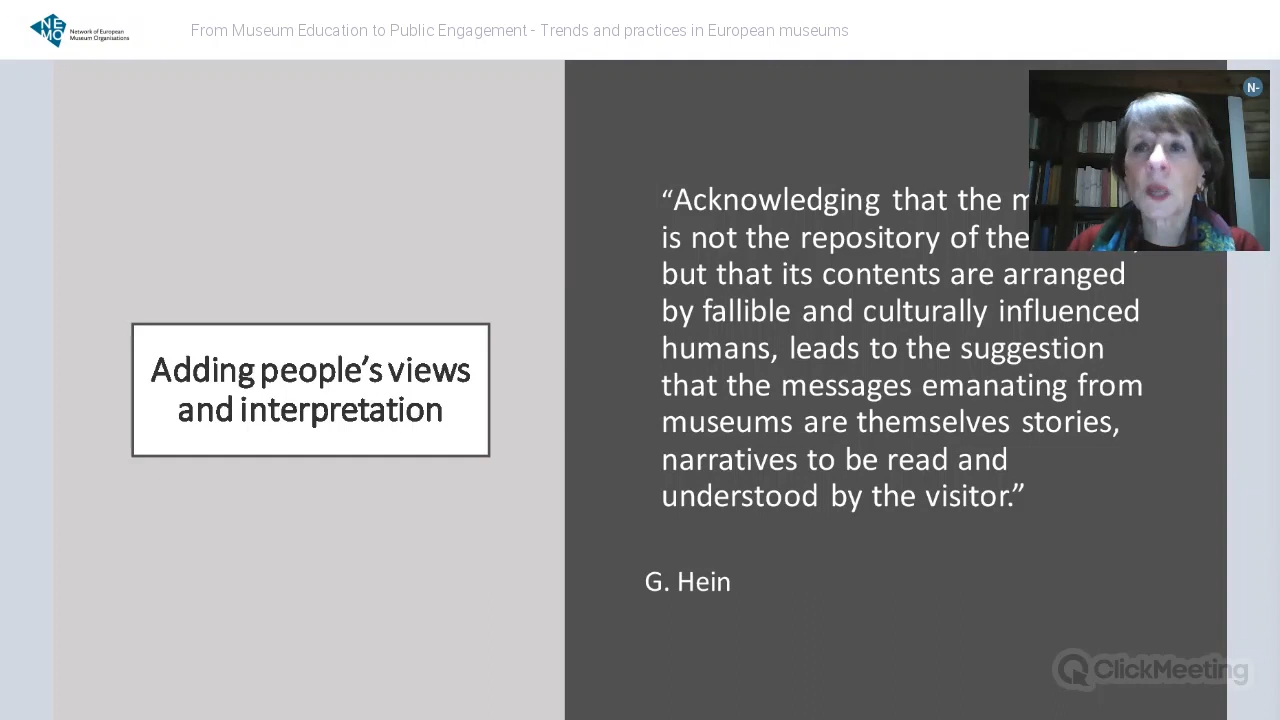 NE
MO
Network of European
Museum Organisations
From Museum Education to Public Engagement - Trends and practices in European museums
N-
Adding people's views
and interpretation
“Acknowledging that the
is not the repository of the
but that its contents are arranged
by fallible and culturally influenced
humans, leads to the suggestion
that the messages emanating from
museums are themselves stories,
narratives to be read and
understood by the visitor.”
G. Hein
ClickMeeting